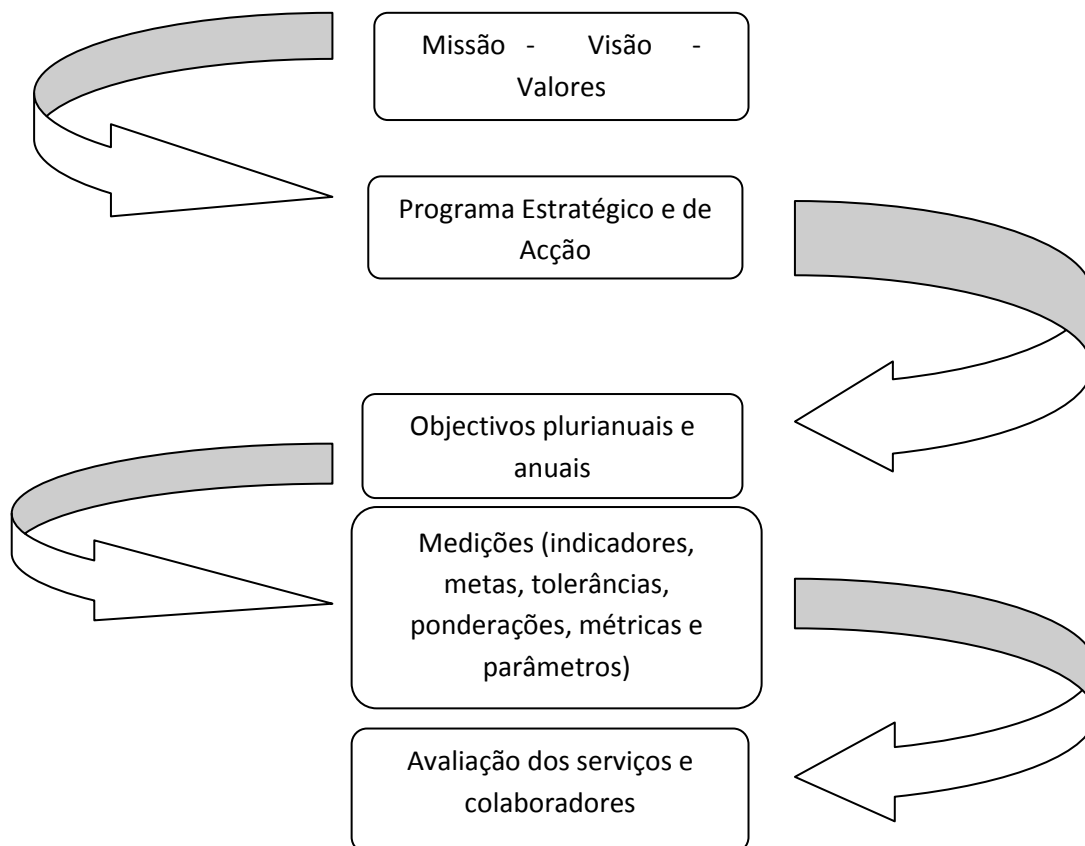 Missão - Visão -
Valores
Programa Estratégico e de
Acção
Objectivos plurianuais e
anuais
Medições (indicadores,
metas, tolerâncias,
ponderações, métricas e
parâmetros)
Avaliação dos serviços e
colaboradores